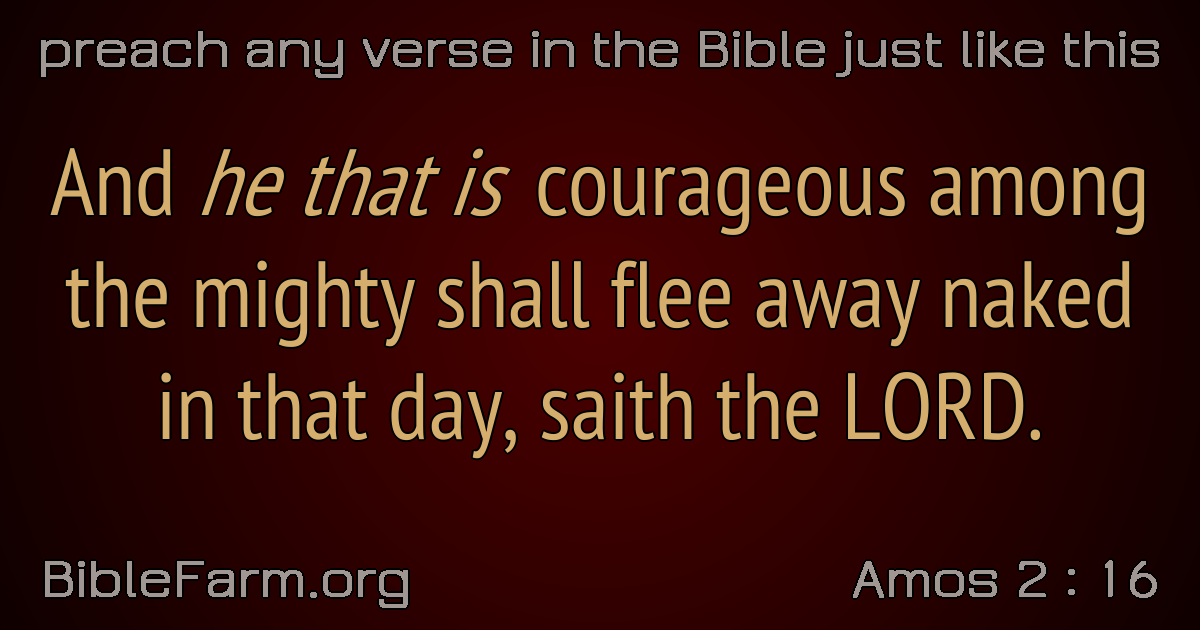 preach any verse in the Bible just like this
And he that is courageous among
the mighty shall flee away naked
in that day, saith the LORD.
BibleFarm.org
Amos 2 : 16